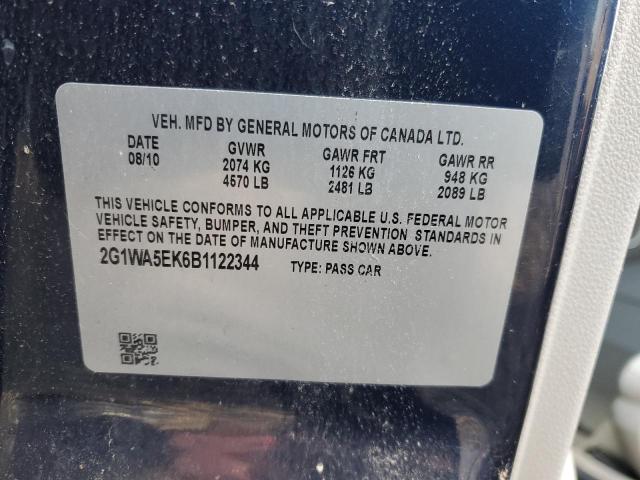 VEH. MFD BY GENERAL MOTORS OF CANADA LTD.
DATE GVWR GAWR FRT GAWR RR
08/10 2074 KG 1126 KG 948 KG
4570 LB 2481 LB 2089 LB
THIS VEHICLE CONFORMS TO ALL APPLICABLE U.S. FEDERAL MOTOR
VEHICLE SAFETY, BUMPER, AND THEFT PREVENTION STANDARDS IN
EFFECT ON THE DATE OF MANUFACTURE SHOWN ABOVE.
2G1WA5EK6B1122344 TYPE: PASS CAR